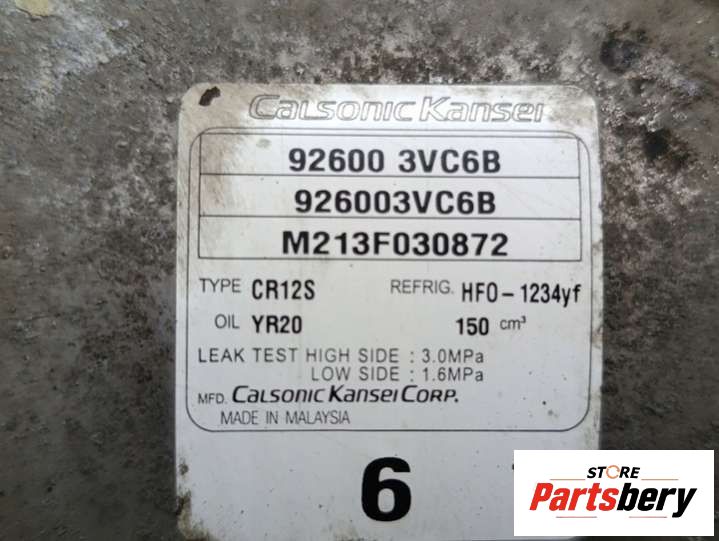 Calsonic Kansei
92600 3VC6B
926003VC6B
M213F030872
TYPE CR12S REFRIG. HFO-1234yf
OIL YR20 150 cm³
LEAK TEST HIGH SIDE : 3.0MPa
LOW SIDE : 1.6MPa
MFD. Calsonic Kansei Corp.
MADE IN MALAYSIA
6
STORE
Partsbery